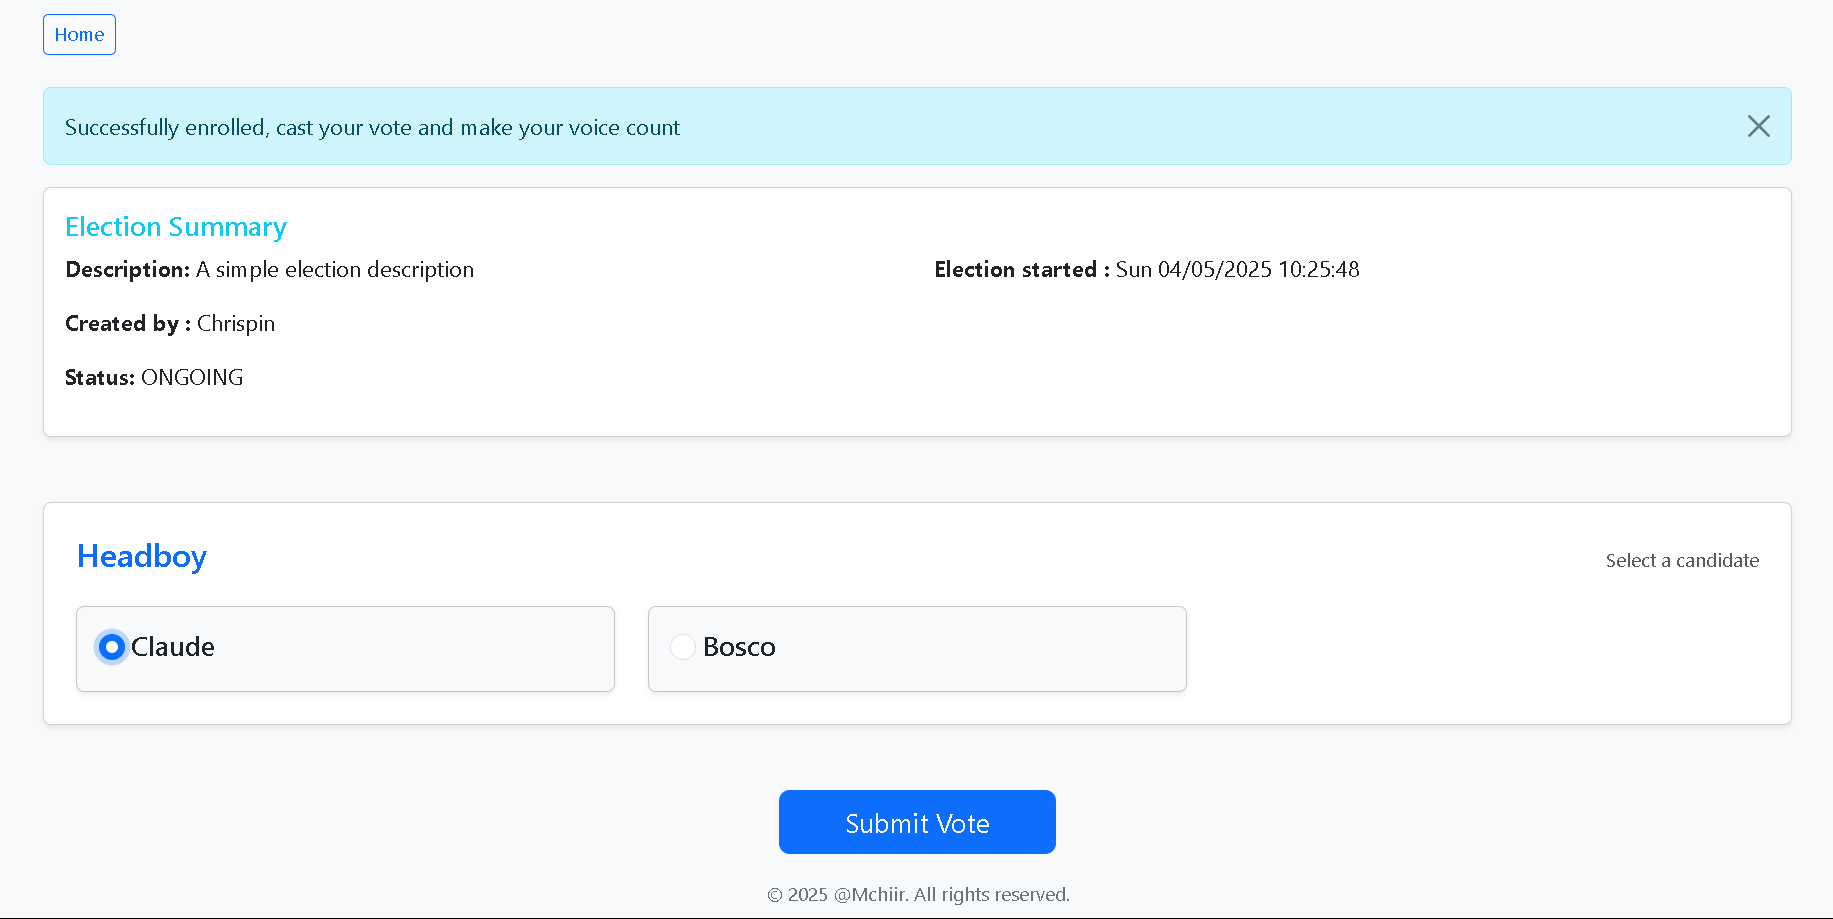 Home
Successfully enrolled, cast your vote and make your voice count
Election Summary
Description: A simple election description
Election started : Sun 04/05/2025 10:25:48
Created by : Chrispin
Status: ONGOING
Headboy
Select a candidate
Claude
Bosco
Submit Vote
© 2025 @Mchiir. All rights reserved.